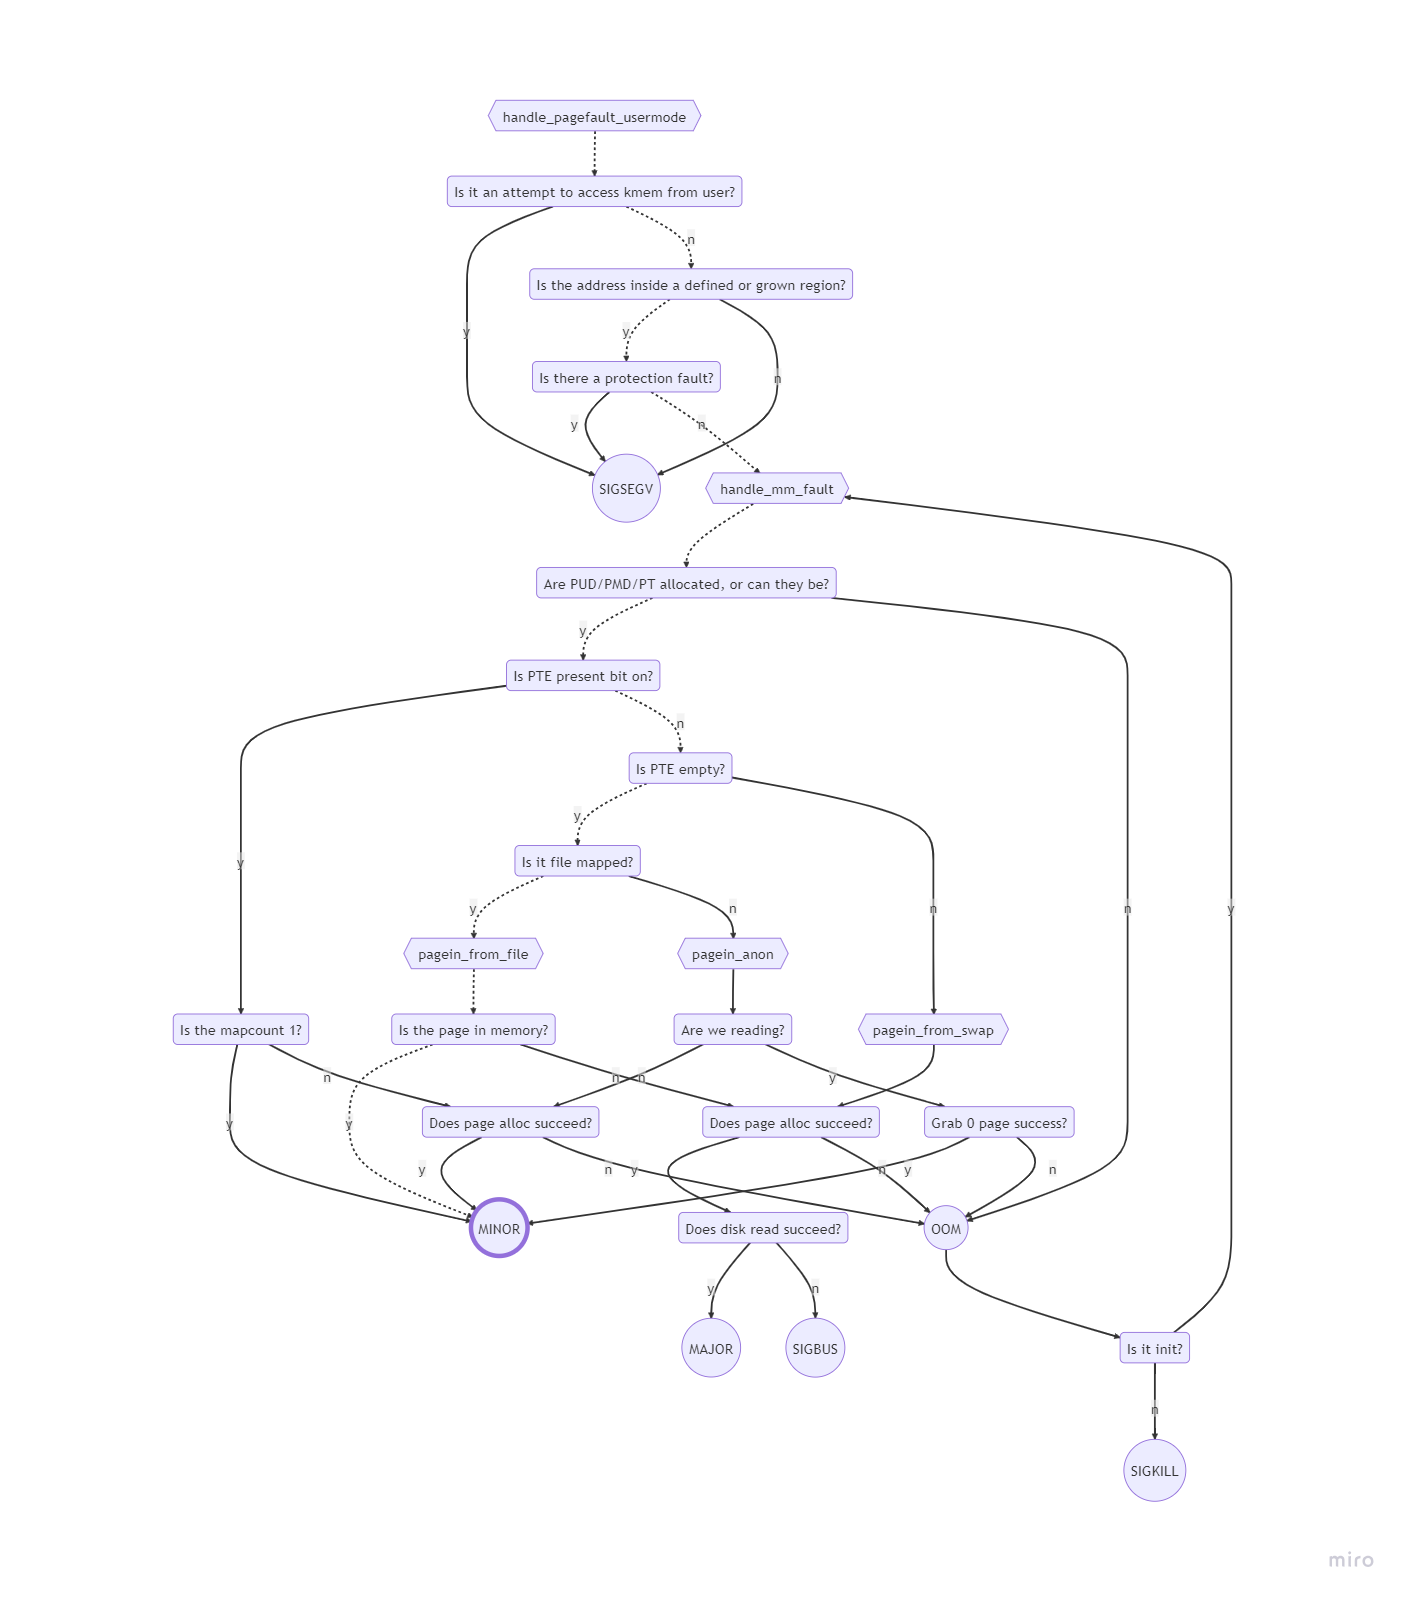 handle_pagefault_usermode
Is it an attempt to access kmem from user?
n
Is the address inside a defined or grown region?
y
y
Is there a protection fault?
n
y
n
SIGSEGV
handle_mm_fault
Are PUD/PMD/PT allocated, or can they be?
y
Is PTE present bit on?
n
Is PTE empty?
y
Is it file mapped?
y
y
n
n
n
y
pagein_from_file
pagein_anon
Is the mapcount 1?
Is the page in memory?
Are we reading?
pagein_from_swap
n
n
n
y
y
y
Does page alloc succeed?
Does page alloc succeed?
Grab 0 page success?
y
n
y
n
y
n
MINOR
Does disk read succeed?
OOM
y
n
MAJOR
SIGBUS
Is it init?
n
SIGKILL
miro